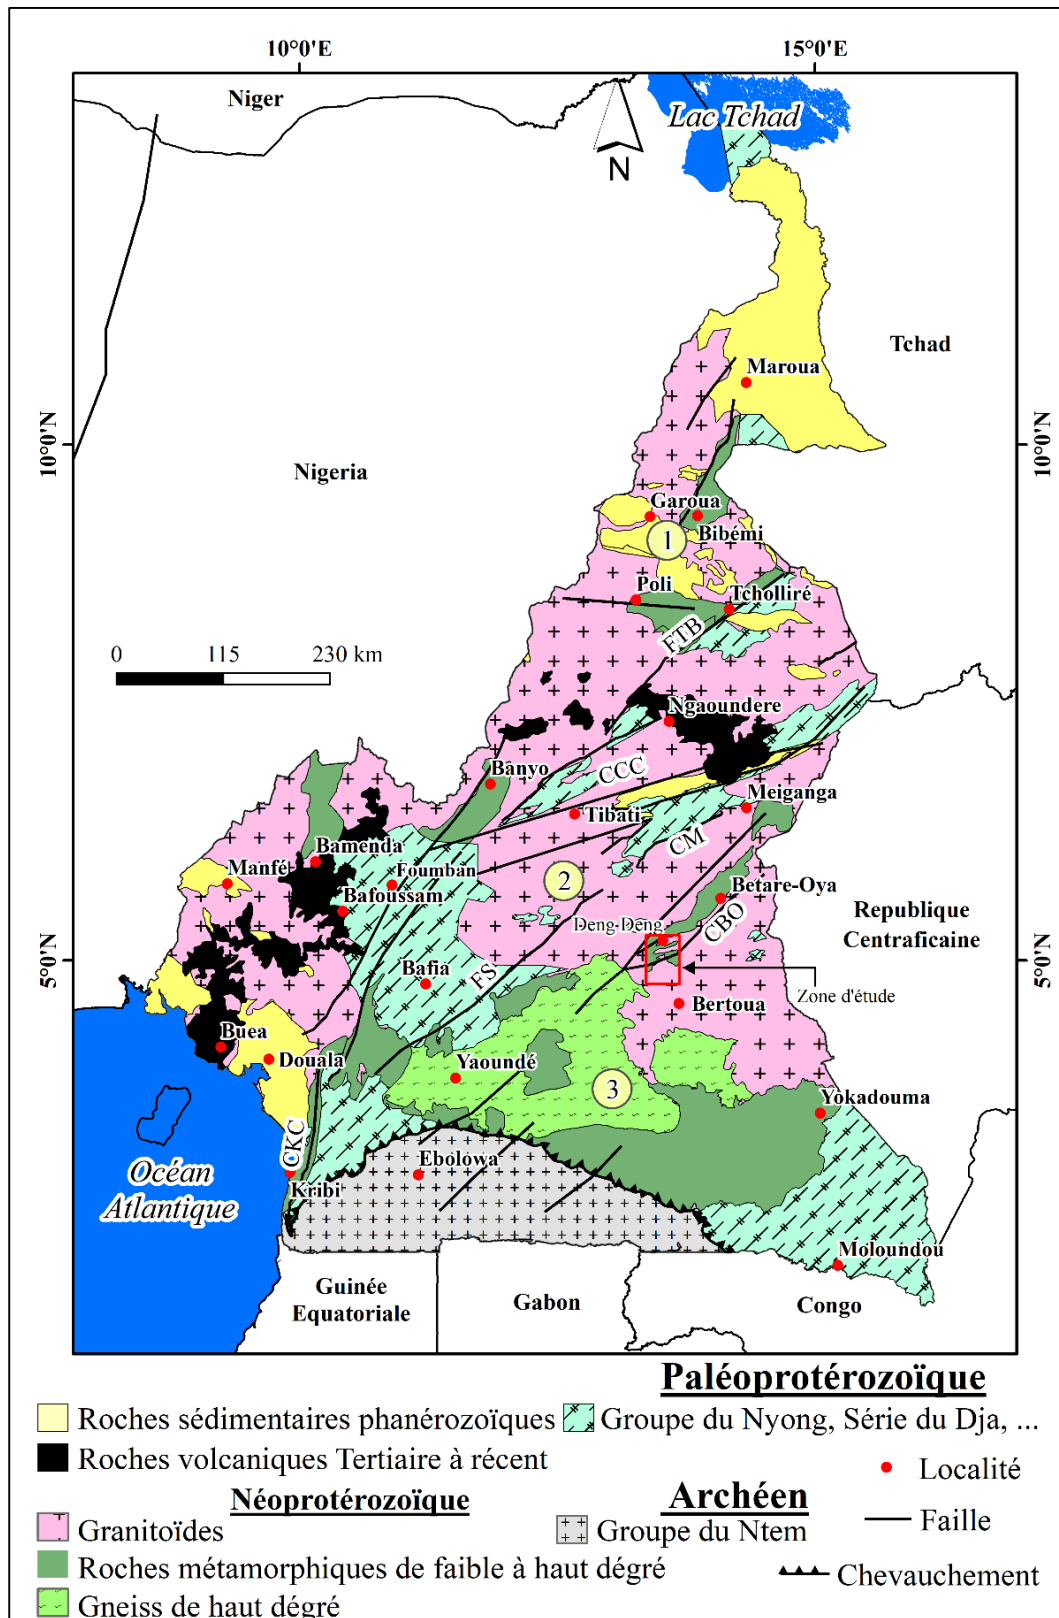 10°0'E
15°0'E
Niger
Lac Tchad
N
Tchad
Maroua
10°0'N
10°0'N
Nigeria
Garoua
1
Bibémi
Poli
Tcholliré
FTB
0
115
230 km
Ngaoundere
Banyo
CCC
Tibati
Meiganga
CM
Bamenda
Manfé
Foumban
Bafoussam
2
Betare-Oya
CBO
Deng-Deng
Republique
Centraficaine
5°0'N
5°0'N
Bafia
FS
Zone d'étude
Bertoua
Buea
Douala
Yaoundé
3
Yokadouma
CKC
Ebolowa
Kribi
Océan
Atlantique
Moloundou
Guinée
Equatoriale
Gabon
Congo
Paléoprotérozoïque
Roches sédimentaires phanérozoïques
Groupe du Nyong, Série du Dja, ...
Roches volcaniques Tertiaire à récent
Localité
Néoprotérozoïque
Archéen
Granitoïdes
Groupe du Ntem
Faille
Roches métamorphiques de faible à haut dégré
Chevauchement
Gneiss de haut dégré